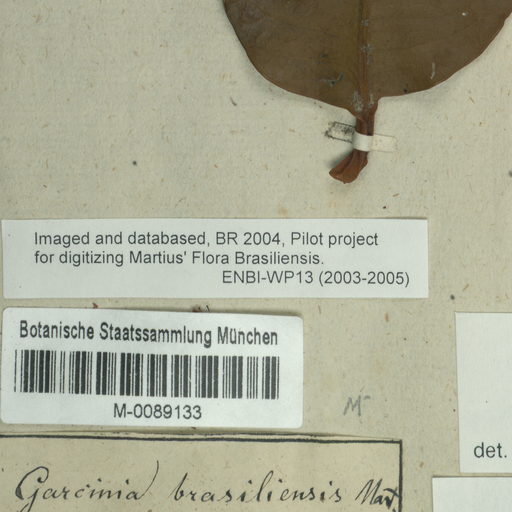 Imaged and databased, BR 2004, Pilot project
for digitizing Martius' Flora Brasiliensis.
ENBI-WP13 (2003-2005)
Botanische Staatssammlung München
M-0089133
M
det.
Garcinia brasiliensis Mart.